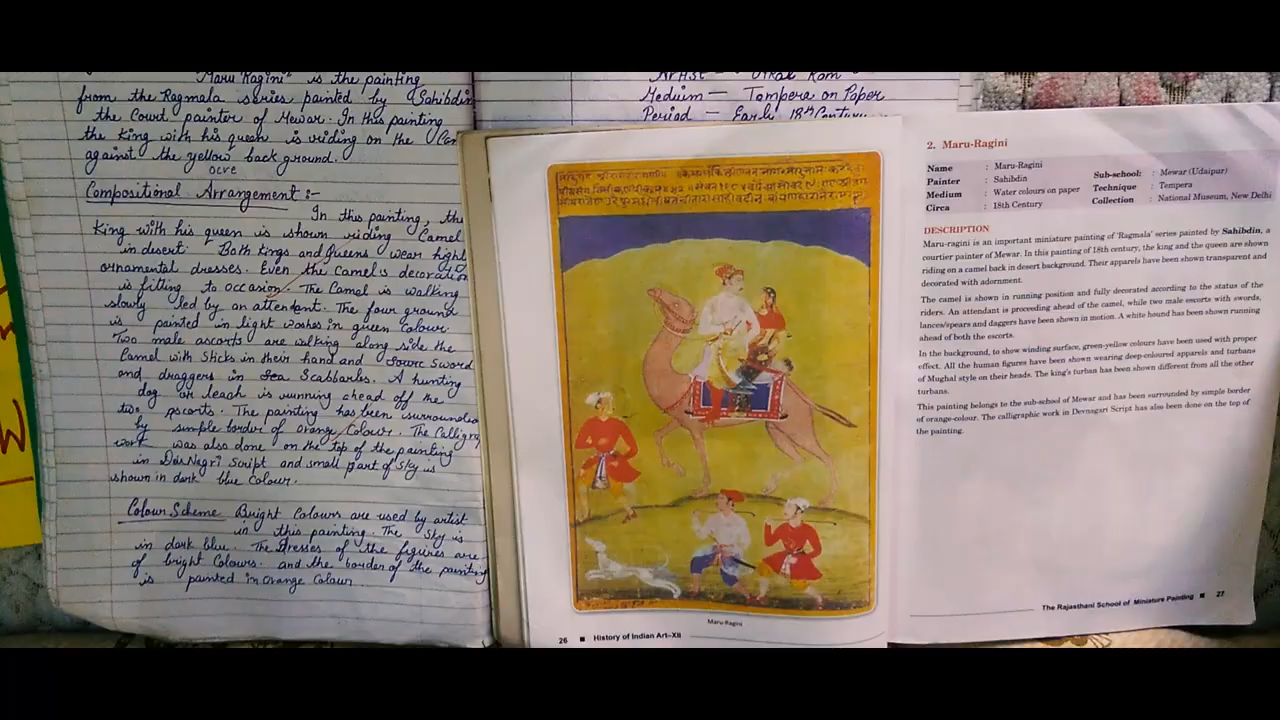 "Maru Ragini" is the painting
from the Ragmala series painted by Sahibdin
the Court painter of Mewar. In this painting
the King with his queen is riding on the
against the yellow back ground.
ocre
Compositional Arrangement :-
In this painting, the
King with his queen is shown riding Camel
in desert. Both Kings and Queens wear highly
ornamental dresses. Even the Camel's decoration
is fitting to occasion. The Camel is walking
slowly led by an attendent. The four ground
is painted in light washes in green Colour.
Two male ascorts are walking along side the
Camel with Sticks in their hand and Sword
and draggers in Scabbarles. A hunting
dog on leach is running ahead off the
two escorts. The painting has been surrounded
by simple border of orange Colour. The Calligra
work was also done on the top of the painting
in Dev Nagri Script and small part of sky is
shown in dark blue Colour.
Colour Scheme Bright Colours are used by artist
in this painting. The sky is
in dark blue. The Dresses of the figures are
of bright Colours. and the border of the painting
is painted in orange Colour
Artist -
Medium — Tempera on Paper
Period — Early 18th Century
Maru-Ragini
26 ■ History of Indian Art–XII
2. Maru-Ragini
Name : Maru-Ragini
Painter : Sahibdin
Medium : Water colours on paper
Circa : 18th Century
Sub-school : Mewar (Udaipur)
Technique : Tempera
Collection : National Museum, New Delhi
DESCRIPTION
Maru-ragini is an important miniature painting of 'Ragmala' series painted by Sahibdin, a
courtier painter of Mewar. In this painting of 18th century, the king and the queen are shown
riding on a camel back in desert background. Their apparels have been shown transparent and
decorated with adornment.
The camel is shown in running position and fully decorated according to the status of the
riders. An attendant is proceeding ahead of the camel, while two male escorts with swords,
lances/spears and daggers have been shown in motion. A white hound has been shown running
ahead of both the escorts.
In the background, to show winding surface, green-yellow colours have been used with proper
effect. All the human figures have been shown wearing deep-coloured apparels and turbans
of Mughal style on their heads. The king's turban has been shown different from all the other
turbans.
This painting belongs to the sub-school of Mewar and has been surrounded by simple border
of orange-colour. The calligraphic work in Devnagari Script has also been done on the top of
the painting.
The Rajasthani School of Miniature Painting ■ 27